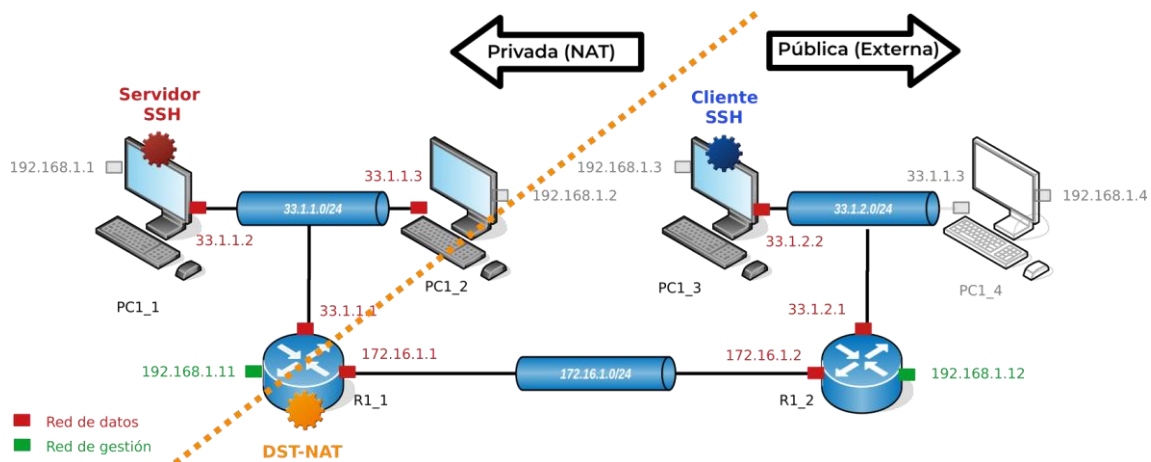 Privada (NAT)
Pública (Externa)
Servidor
SSH
Cliente
SSH
192.168.1.1
33.1.1.3
192.168.1.2
192.168.1.3
33.1.1.3
192.168.1.4
33.1.1.0/24
33.1.2.0/24
33.1.1.2
33.1.2.2
PC1_1
PC1_2
PC1_3
PC1_4
33.1.1.1
33.1.2.1
192.168.1.11
172.16.1.1
172.16.1.0/24
172.16.1.2
192.168.1.12
R1_1
R1_2
Red de datos
Red de gestión
DST-NAT